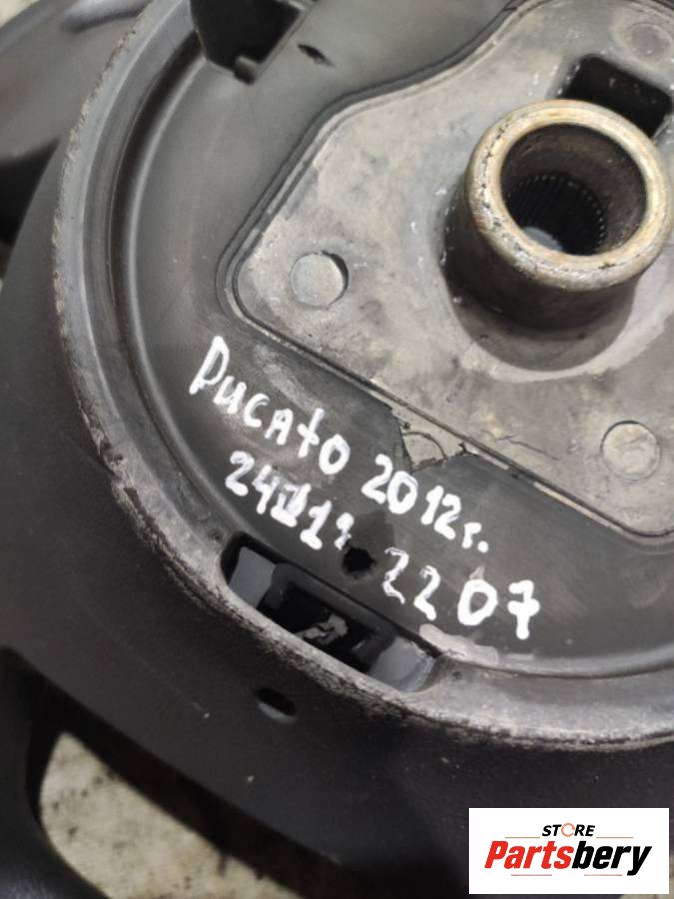 Ducato 2012г.
2207
STORE
Partsbery